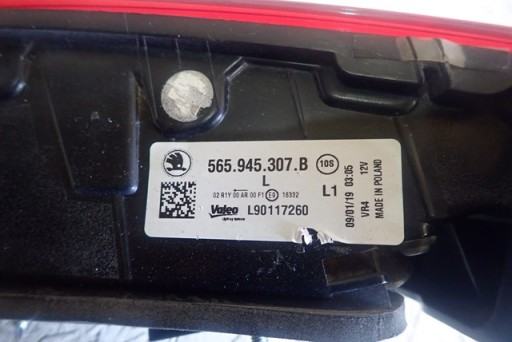 565.945.307.B 10S
L
02 R1Y 00 AR 00 F1 E9 16332 L1
Valeo L90117260
09/01/19 03:05 12V
VR4 MADE IN POLAND